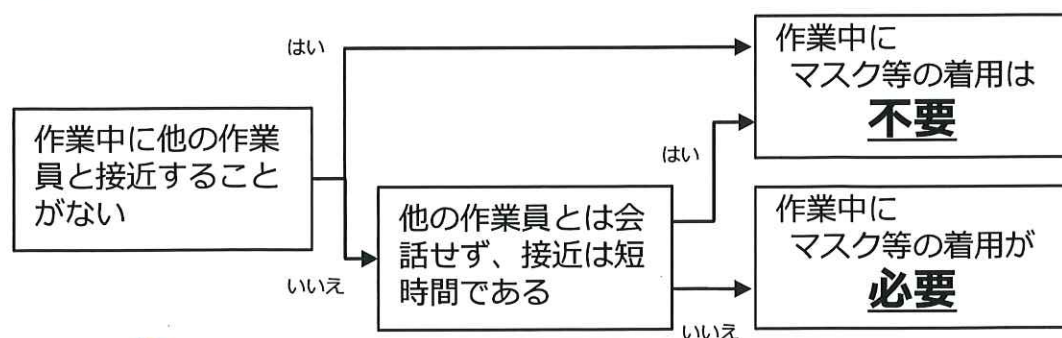 はい
作業中に他の作業
員と接近すること
がない
いいえ
他の作業員とは会
話せず、接近は短
時間である
はい
いいえ
作業中に
マスク等の着用は
不要
作業中に
マスク等の着用が
必要